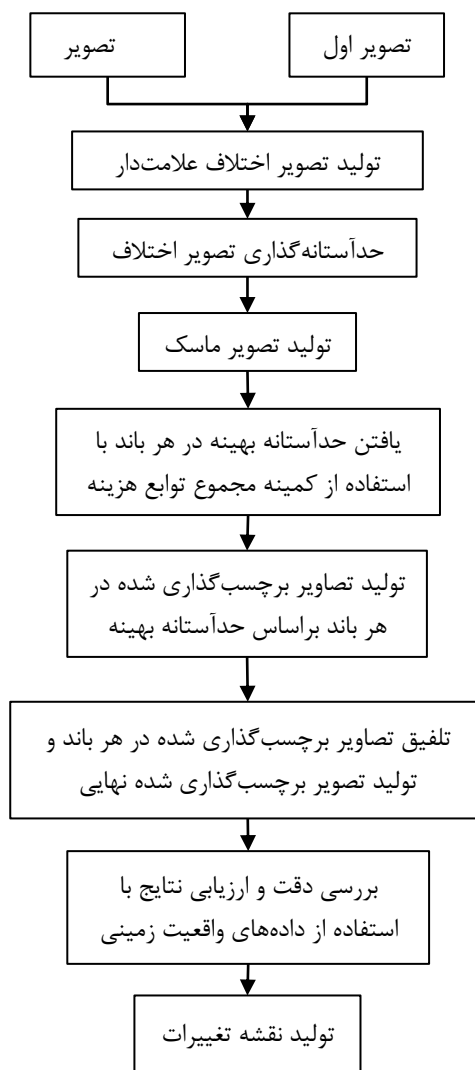 تصویر اول
تصویر
تولید تصویر اختلاف علامت‌دار
حدآستانه‌گذاری تصویر اختلاف
تولید تصویر ماسک
یافتن حدآستانه بهینه در هر باند با
استفاده از کمینه مجموع توابع هزینه
تولید تصاویر برچسب‌گذاری شده در
هر باند براساس حدآستانه بهینه
تلفیق تصاویر برچسب‌گذاری شده در هر باند و
تولید تصویر برچسب‌گذاری شده نهایی
بررسی دقت و ارزیابی نتایج با
استفاده از داده‌های واقعیت زمینی
تولید نقشه تغییرات